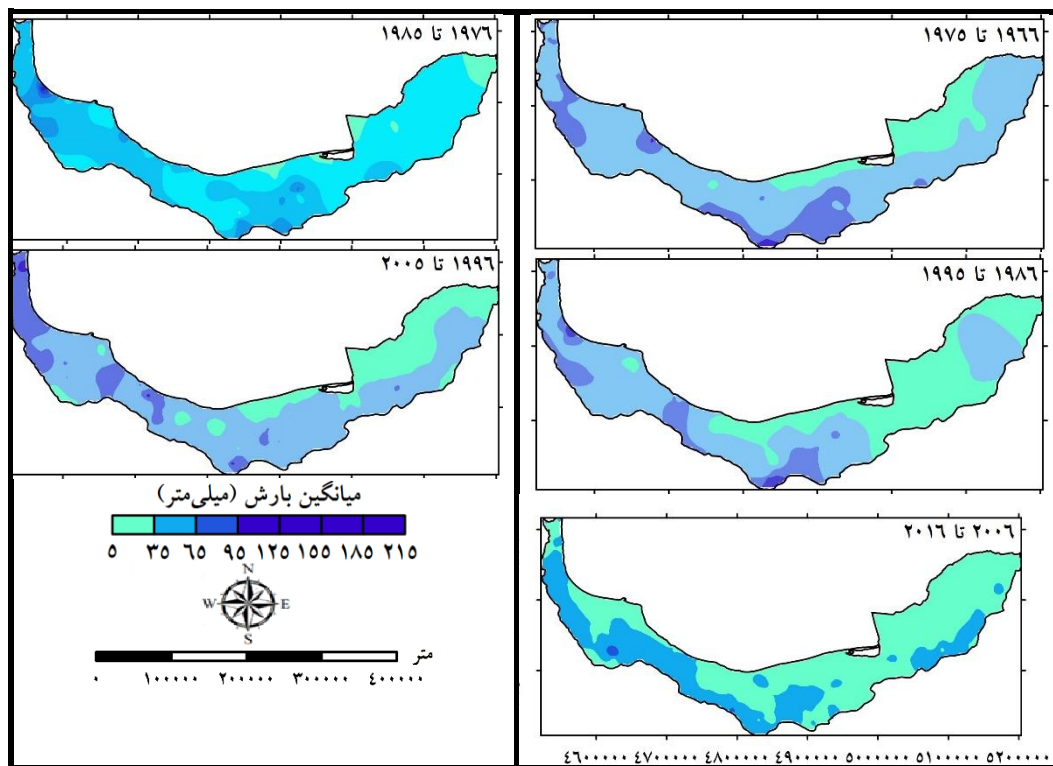 ۱۹۶۶ تا ۱۹۷۵
۱۹۷۶ تا ۱۹۸۵
۱۹۸۶ تا ۱۹۹۵
۱۹۹۶ تا ۲۰۰۵
۲۰۰۶ تا ۲۰۱۶
میانگین بارش (میلی‌متر)
۵ ۳۵ ۶۵ ۹۵ ۱۲۵ ۱۵۵ ۱۸۵ ۲۱۵
N
W E
S
متر
۰ ۱۰۰۰۰۰ ۲۰۰۰۰۰ ۳۰۰۰۰۰ ۴۰۰۰۰۰
۴۶۰۰۰۰۰ ۴۷۰۰۰۰۰ ۴۸۰۰۰۰۰ ۴۹۰۰۰۰۰ ۵۰۰۰۰۰۰ ۵۱۰۰۰۰۰ ۵۲۰۰۰۰۰